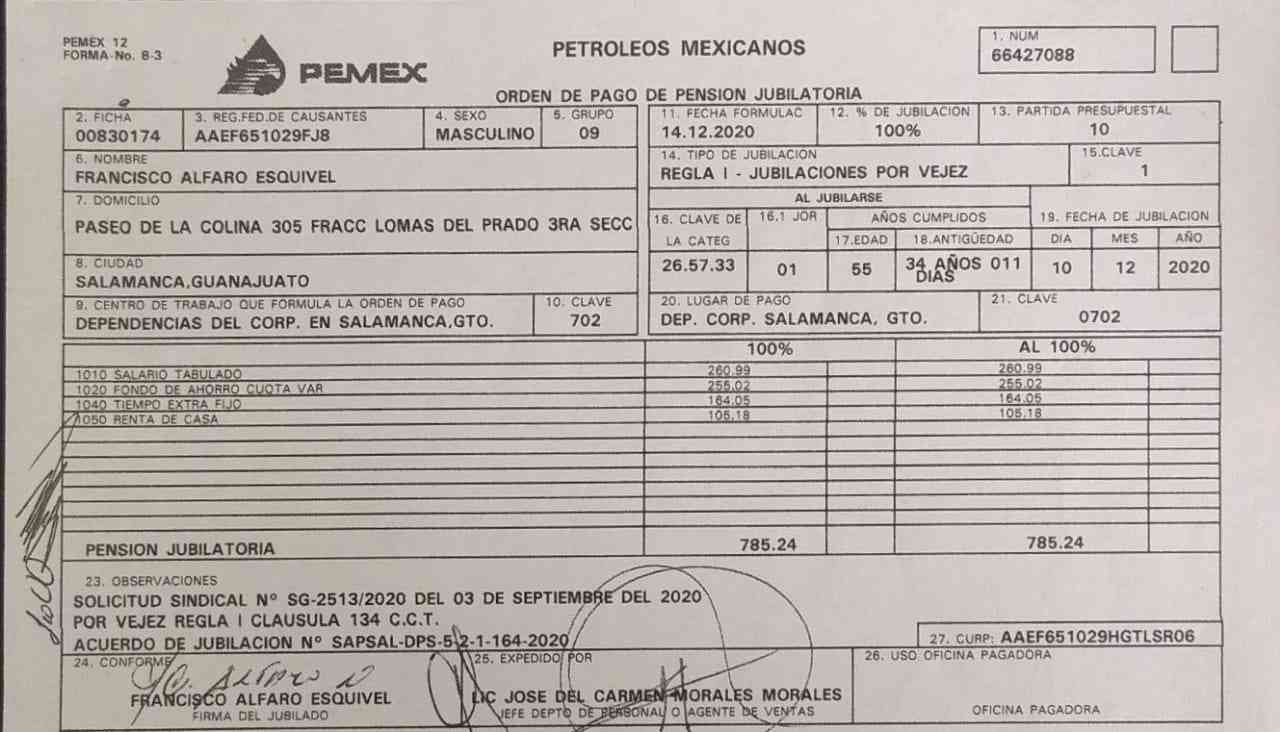 PEMEX 12
FORMA-No. B-3
PEMEX
PETROLEOS MEXICANOS
1. NUM
66427088
ORDEN DE PAGO DE PENSION JUBILATORIA
2. FICHA
00830174
3. REG.FED.DE CAUSANTES
AAEF651029FJ8
4. SEXO
MASCULINO
5. GRUPO
09
11. FECHA FORMULAC
14.12.2020
12. % DE JUBILACION
100%
13. PARTIDA PRESUPUESTAL
10
6. NOMBRE
FRANCISCO ALFARO ESQUIVEL
14. TIPO DE JUBILACION
REGLA I - JUBILACIONES POR VEJEZ
15.CLAVE
1
7. DOMICILIO
PASEO DE LA COLINA 305 FRACC LOMAS DEL PRADO 3RA SECC
AL JUBILARSE
16. CLAVE DE LA CATEG
26.57.33
16.1 JOR
01
AÑOS CUMPLIDOS
17.EDAD
55
18.ANTIGÜEDAD
34 AÑOS 011
DIAS
19. FECHA DE JUBILACION
DIA MES AÑO
10 12 2020
8. CIUDAD
SALAMANCA,GUANAJUATO
9. CENTRO DE TRABAJO QUE FORMULA LA ORDEN DE PAGO
DEPENDENCIAS DEL CORP. EN SALAMANCA,GTO.
10. CLAVE
702
20. LUGAR DE PAGO
DEP. CORP. SALAMANCA, GTO.
21. CLAVE
0702
100% AL 100%
1010 SALARIO TABULADO 260.99 260.99
1020 FONDO DE AHORRO CUOTA VAR 255.02 255.02
1040 TIEMPO EXTRA FIJO 164.05 164.05
1050 RENTA DE CASA 105.18 105.18
PENSION JUBILATORIA 785.24 785.24
23. OBSERVACIONES
SOLICITUD SINDICAL Nº SG-2513/2020 DEL 03 DE SEPTIEMBRE DEL 2020
POR VEJEZ REGLA I CLAUSULA 134 C.C.T.
ACUERDO DE JUBILACION Nº SAPSAL-DPS-5-2-1-164-2020
27. CURP: AAEF651029HGTLSR06
24. CONFORME
FRANCISCO ALFARO ESQUIVEL
FIRMA DEL JUBILADO
25. EXPEDIDO POR
LIC JOSE DEL CARMEN MORALES MORALES
JEFE DEPTO DE PERSONAL O AGENTE DE VENTAS
26. USO OFICINA PAGADORA
OFICINA PAGADORA